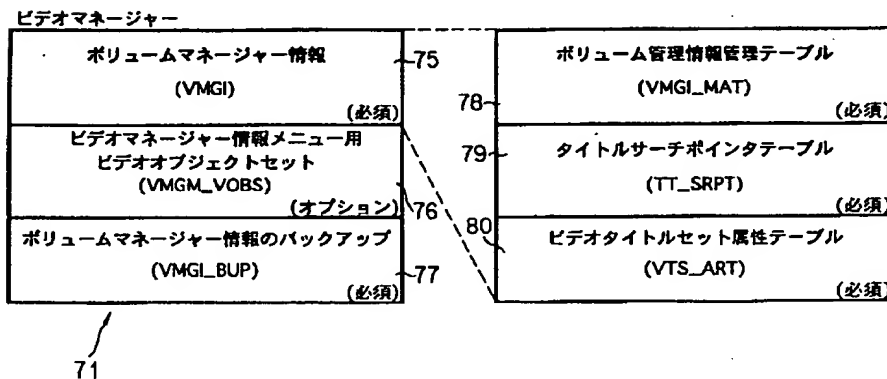 ビデオマネージャー
ボリュームマネージャー情報
(VMGI)
(必須)
75
ビデオマネージャー情報メニュー用
ビデオオブジェクトセット
(VMGM_VOBS)
(オプション)
76
ボリュームマネージャー情報のバックアップ
(VMGI_BUP)
(必須)
77
71
ボリューム管理情報管理テーブル
(VMGI_MAT)
(必須)
78
タイトルサーチポインタテーブル
(TT_SRPT)
(必須)
79
ビデオタイトルセット属性テーブル
(VTS_ART)
(必須)
80